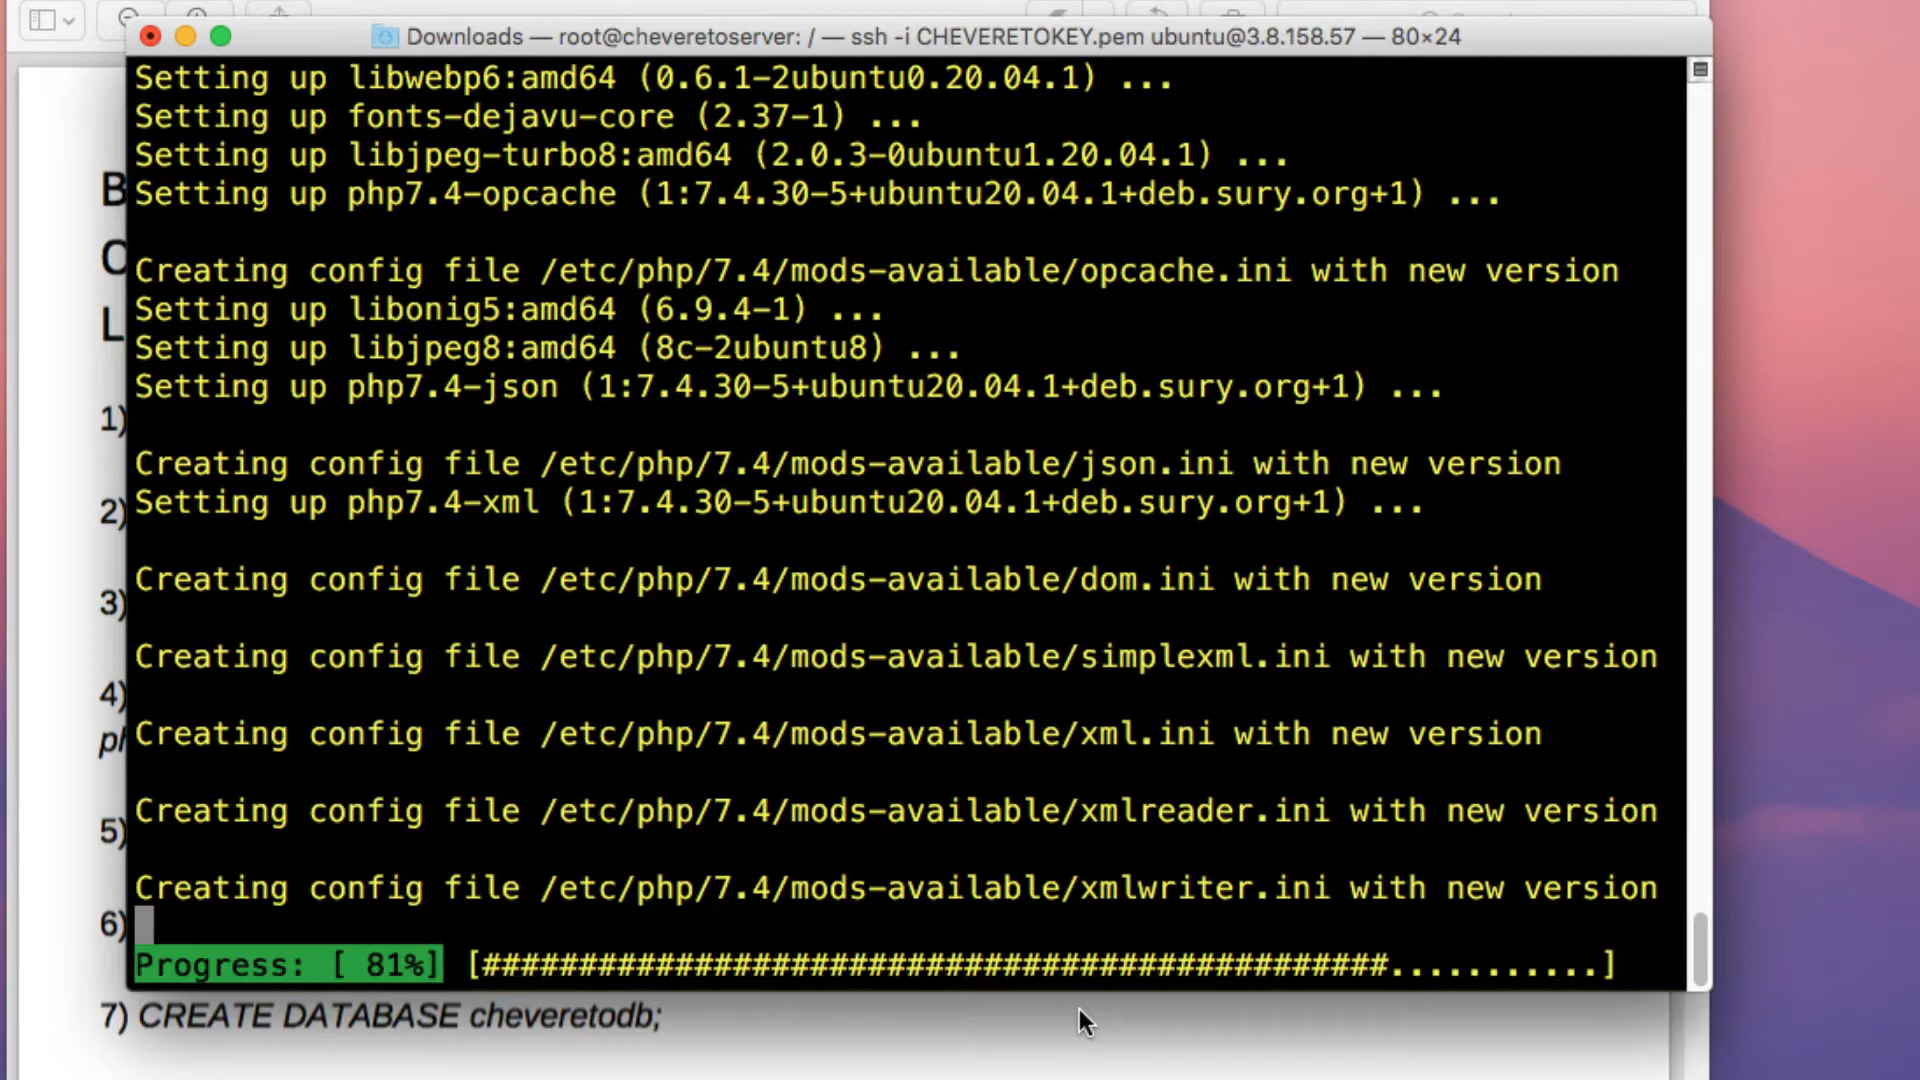 Downloads — root@cheveretoserver: / — ssh -i CHEVERETOKEY.pem ubuntu@3.8.158.57 — 80×24
Setting up libwebp6:amd64 (0.6.1-2ubuntu0.20.04.1) ...
Setting up fonts-dejavu-core (2.37-1) ...
Setting up libjpeg-turbo8:amd64 (2.0.3-0ubuntu1.20.04.1) ...
Setting up php7.4-opcache (1:7.4.30-5+ubuntu20.04.1+deb.sury.org+1) ...
Creating config file /etc/php/7.4/mods-available/opcache.ini with new version
Setting up libonig5:amd64 (6.9.4-1) ...
Setting up libjpeg8:amd64 (8c-2ubuntu8) ...
Setting up php7.4-json (1:7.4.30-5+ubuntu20.04.1+deb.sury.org+1) ...
Creating config file /etc/php/7.4/mods-available/json.ini with new version
Setting up php7.4-xml (1:7.4.30-5+ubuntu20.04.1+deb.sury.org+1) ...
Creating config file /etc/php/7.4/mods-available/dom.ini with new version
Creating config file /etc/php/7.4/mods-available/simplexml.ini with new version
Creating config file /etc/php/7.4/mods-available/xml.ini with new version
Creating config file /etc/php/7.4/mods-available/xmlreader.ini with new version
Creating config file /etc/php/7.4/mods-available/xmlwriter.ini with new version
Progress: [ 81%] [###############################################...........]
B
C
L
1)
2)
3)
4)
ph
5)
6)
7) CREATE DATABASE cheveretodb;